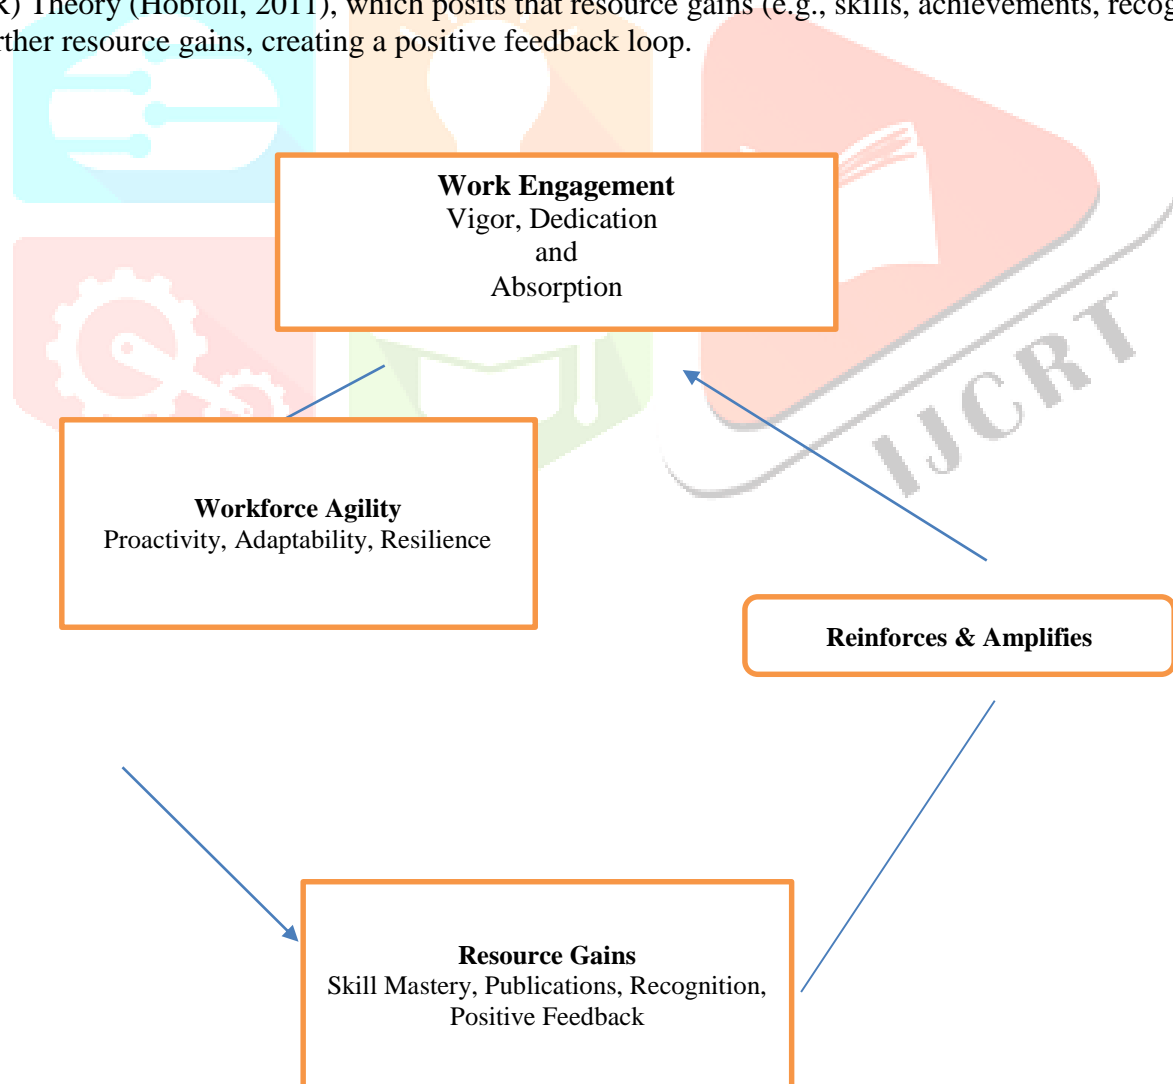 R) Theory (Hobfoll, 2011), which posits that resource gains (e.g., skills, achievements, recog
rther resource gains, creating a positive feedback loop.
Work Engagement
Vigor, Dedication
and
Absorption
IJCRT
Workforce Agility
Proactivity, Adaptability, Resilience
Reinforces & Amplifies
Resource Gains
Skill Mastery, Publications, Recognition,
Positive Feedback